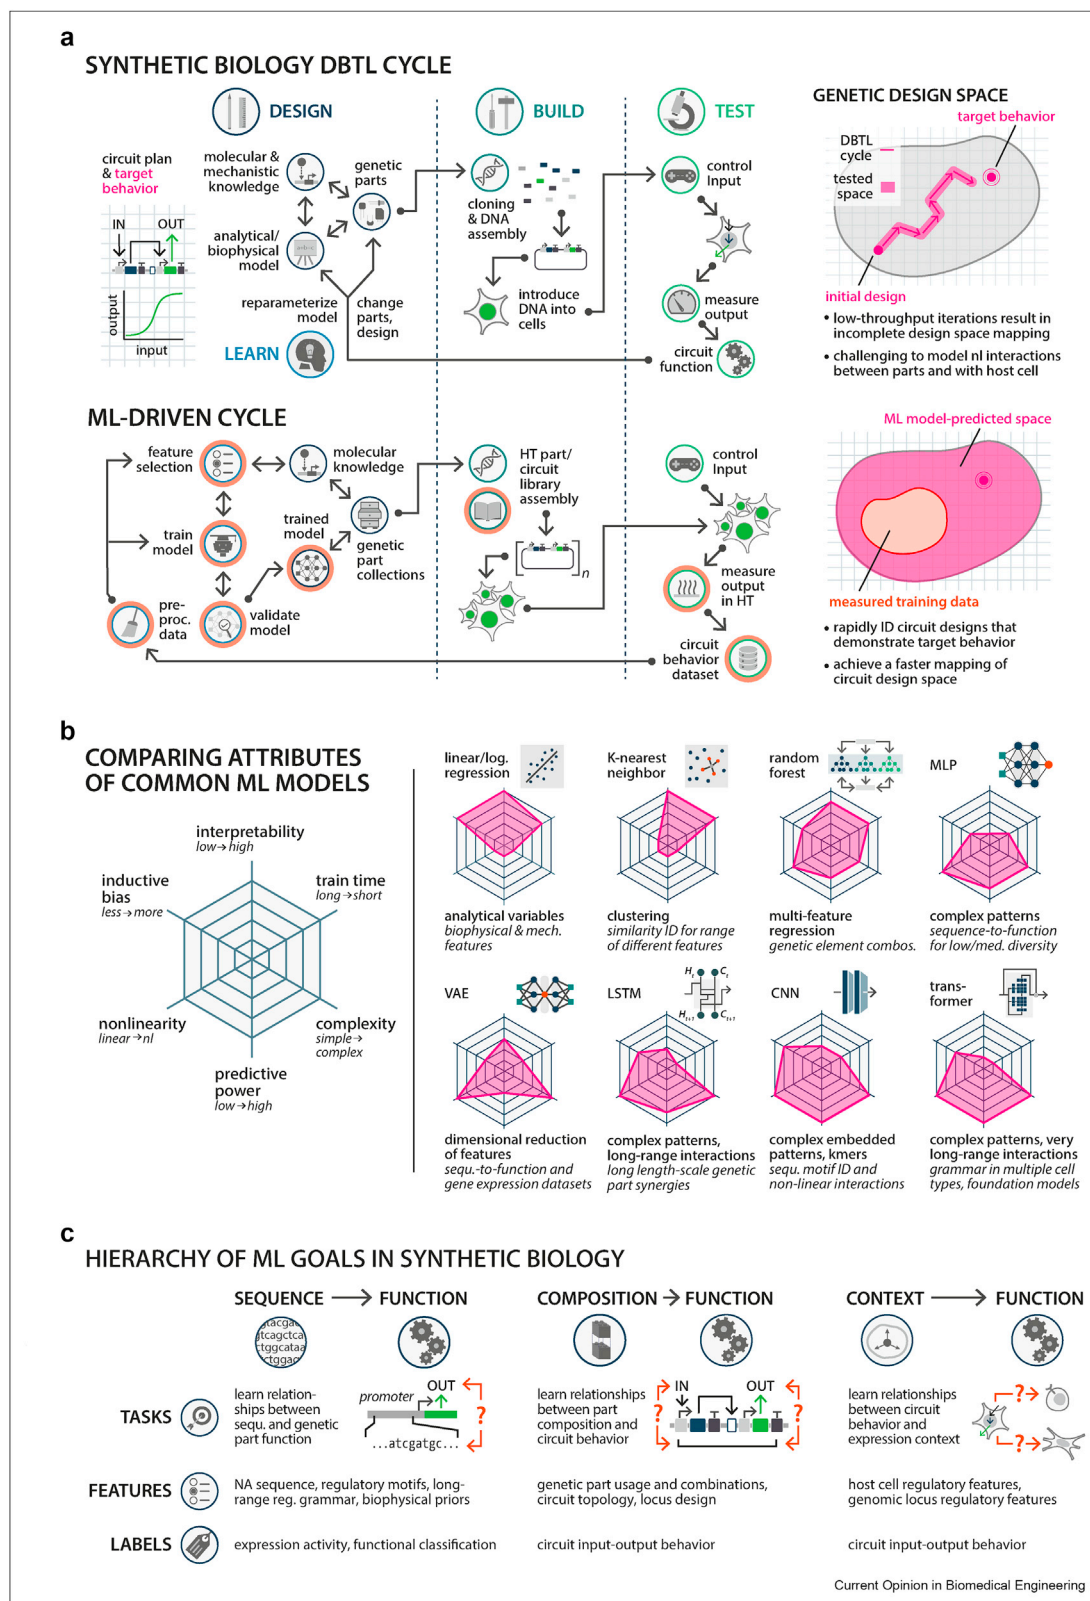 a
SYNTHETIC BIOLOGY DBTL CYCLE
DESIGN
BUILD
TEST
circuit plan
& target
behavior
IN
OUT
output
input
molecular &
mechanistic
knowledge
genetic
parts
analytical/
biophysical
model
reparameterize
model
change
parts,
design
LEARN
cloning
& DNA
assembly
introduce
DNA into
cells
control
Input
measure
output
circuit
function
GENETIC DESIGN SPACE
target behavior
DBTL
cycle
tested
space
initial design
• low-throughput iterations result in
incomplete design space mapping
• challenging to model nl interactions
between parts and with host cell
ML-DRIVEN CYCLE
feature
selection
molecular
knowledge
train
model
trained
model
genetic
part
collections
pre-
proc.
data
validate
model
HT part/
circuit
library
assembly
n
control
Input
measure
output
in HT
circuit
behavior
dataset
ML model-predicted space
measured training data
• rapidly ID circuit designs that
demonstrate target behavior
• achieve a faster mapping of
circuit design space
b
COMPARING ATTRIBUTES
OF COMMON ML MODELS
interpretability
low→high
inductive
bias
less→more
train time
long→short
nonlinearity
linear→nl
complexity
simple→
complex
predictive
power
low→high
linear/log.
regression
analytical variables
biophysical & mech.
features
K-nearest
neighbor
clustering
similarity ID for range
of different features
random
forest
multi-feature
regression
genetic element combos.
MLP
complex patterns
sequence-to-function
for low/med. diversity
VAE
dimensional reduction
of features
sequ.-to-function and
gene expression datasets
LSTM
Ht
Ct
Ht+1
Ct+1
complex patterns,
long-range interactions
long length-scale genetic
part synergies
CNN
complex embedded
patterns, kmers
sequ. motif ID and
non-linear interactions
trans-
former
complex patterns, very
long-range interactions
grammar in multiple cell
types, foundation models
c
HIERARCHY OF ML GOALS IN SYNTHETIC BIOLOGY
SEQUENCE → FUNCTION
COMPOSITION → FUNCTION
CONTEXT → FUNCTION
gtacgac
gtcagctca
ctggcataa
ctggac
TASKS
learn relation-
ships between
sequ. and genetic
part function
promoter
OUT
?
...atcgatgc...
learn relationships
between part
composition and
circuit behavior
IN
OUT
?
?
learn relationships
between circuit
behavior and
expression context
?
?
FEATURES
NA sequence, regulatory motifs, long-
range reg. grammar, biophysical priors
genetic part usage and combinations,
circuit topology, locus design
host cell regulatory features,
genomic locus regulatory features
LABELS
expression activity, functional classification
circuit input-output behavior
circuit input-output behavior
Current Opinion in Biomedical Engineering